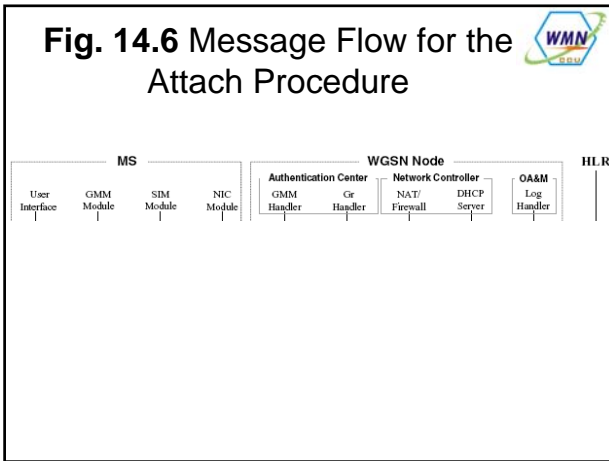 Fig. 14.6 Message Flow for the
Attach Procedure
WMN
CCU
MS
WGSN Node
HLR
Authentication Center
Network Controller
OA&M
User
Interface
GMM
Module
SIM
Module
NIC
Module
GMM
Handler
Gr
Handler
NAT/
Firewall
DHCP
Server
Log
Handler